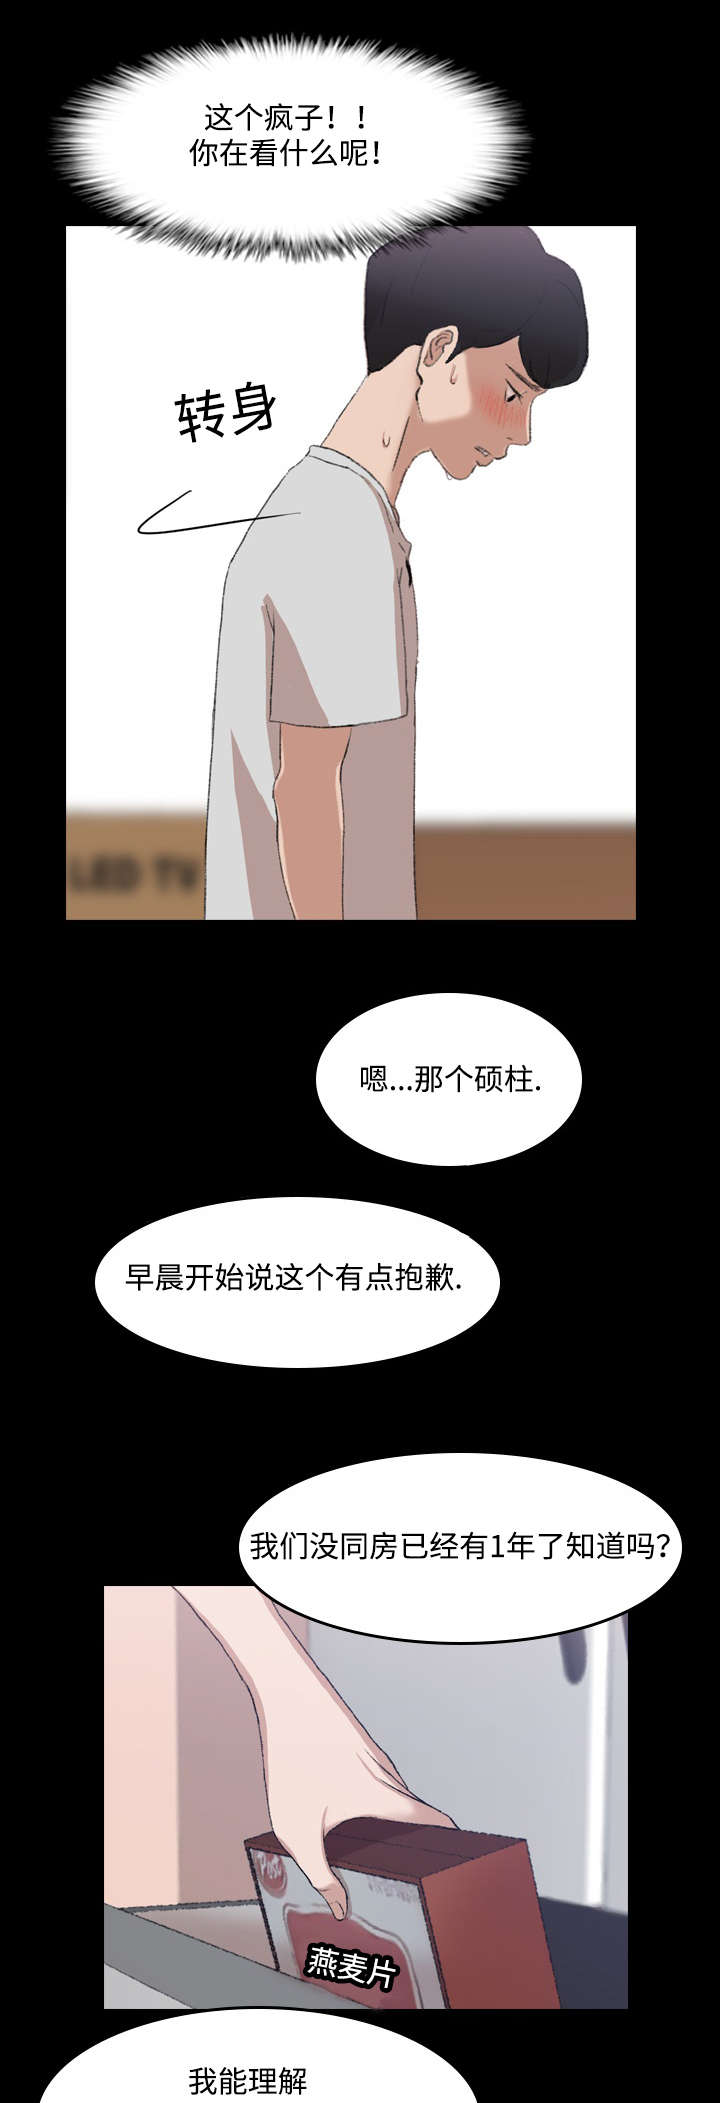 这个疯子！！
你在看什么呢！
转身
LED TV
嗯...那个硕柱.
早晨开始说这个有点抱歉.
我们没同房已经有1年了知道吗？
Post
燕麦片
我能理解